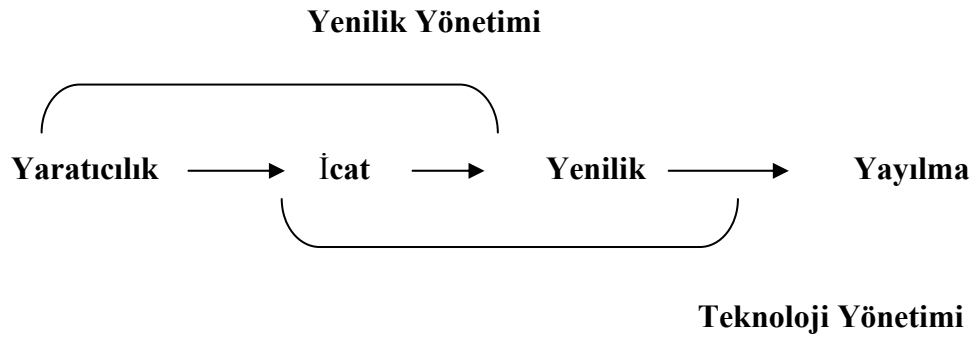 Yenilik Yönetimi
Yaratıcılık İcat Yenilik Yayılma
Teknoloji Yönetimi